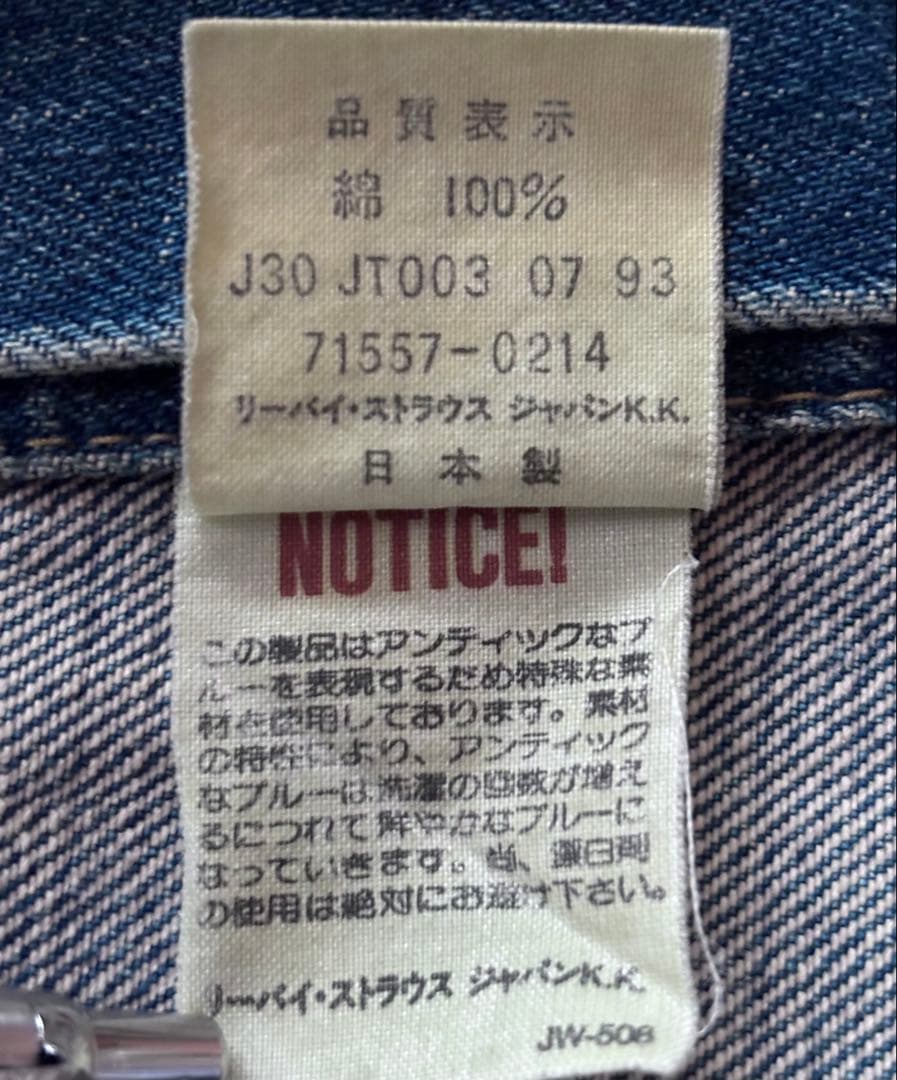 品質表示
綿 100%
J30 JT003 07 93
71557-0214
リーバイ・ストラウス ジャパンK.K.
日本製
NOTICE!
この製品はアンティックなブ
ルーを表現するため特殊な素
材を使用しております。素材
の特性により、アンティック
なブルーは洗濯の回数が増え
るにつれて鮮やかなブルーに
なっていきます。尚、漂白剤
の使用は絶対にお避け下さい。
リーバイ・ストラウス ジャパンK.K.
JW-506